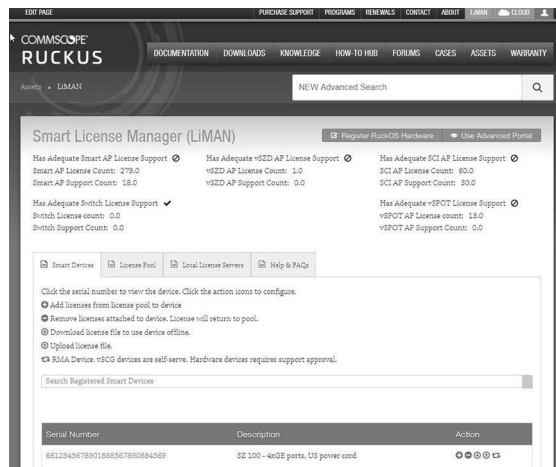 EDIT PAGE PURCHASE SUPPORT PROGRAMS RENEWALS CONTACT ABOUT LiMAN CLOUD
COMMSCOPE
RUCKUS
DOCUMENTATION DOWNLOADS KNOWLEDGE HOW-TO HUB FORUMS CASES ASSETS WARRANTY
Assets » LiMAN
NEW Advanced Search
Smart License Manager (LiMAN)
Register RuckOS Hardware Use Advanced Portal
Has Adequate Smart AP License Support Has Adequate vSZD AP License Support Has Adequate SCI AP License Support
Smart AP License Count: 279.0 vSZD AP License Count: 1.0 SCI AP License Count: 60.0
Smart AP Support Count: 18.0 vSZD AP Support Count: 0.0 SCI AP Support Count: 30.0
Has Adequate Switch License Support Has Adequate vSPOT License Support
Switch License count: 0.0 vSPOT AP License count: 13.0
Switch Support Count: 0.0 vSPOT AP Support Count: 0.0
Smart Devices License Pool Local License Servers Help & FAQs
Click the serial number to view the device. Click the action icons to configure.
Add licenses from license pool to device
Remove licenses attached to device. License will return to pool.
Download license file to use device offline.
Upload license file.
RMA Device. vSCG devices are self-serve. Hardware devices requires support approval.
Search Registered Smart Devices
Serial Number Description Action
6812345678901888567890884569 SZ 100 - 4xGE ports, US power cord